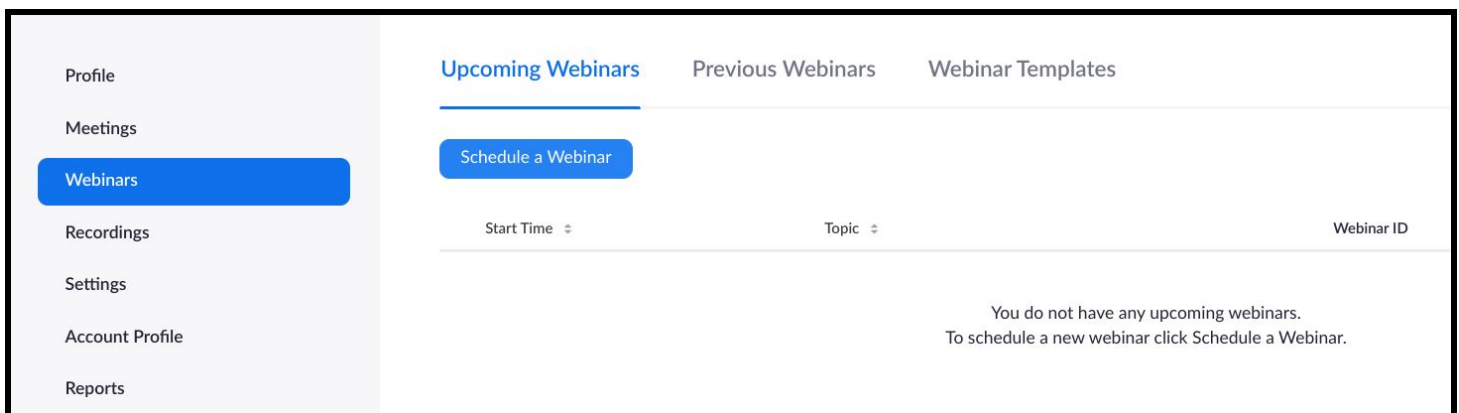 Profile
Meetings
Webinars
Recordings
Settings
Account Profile
Reports
Upcoming Webinars Previous Webinars Webinar Templates
Schedule a Webinar
Start Time Topic Webinar ID
You do not have any upcoming webinars.
To schedule a new webinar click Schedule a Webinar.